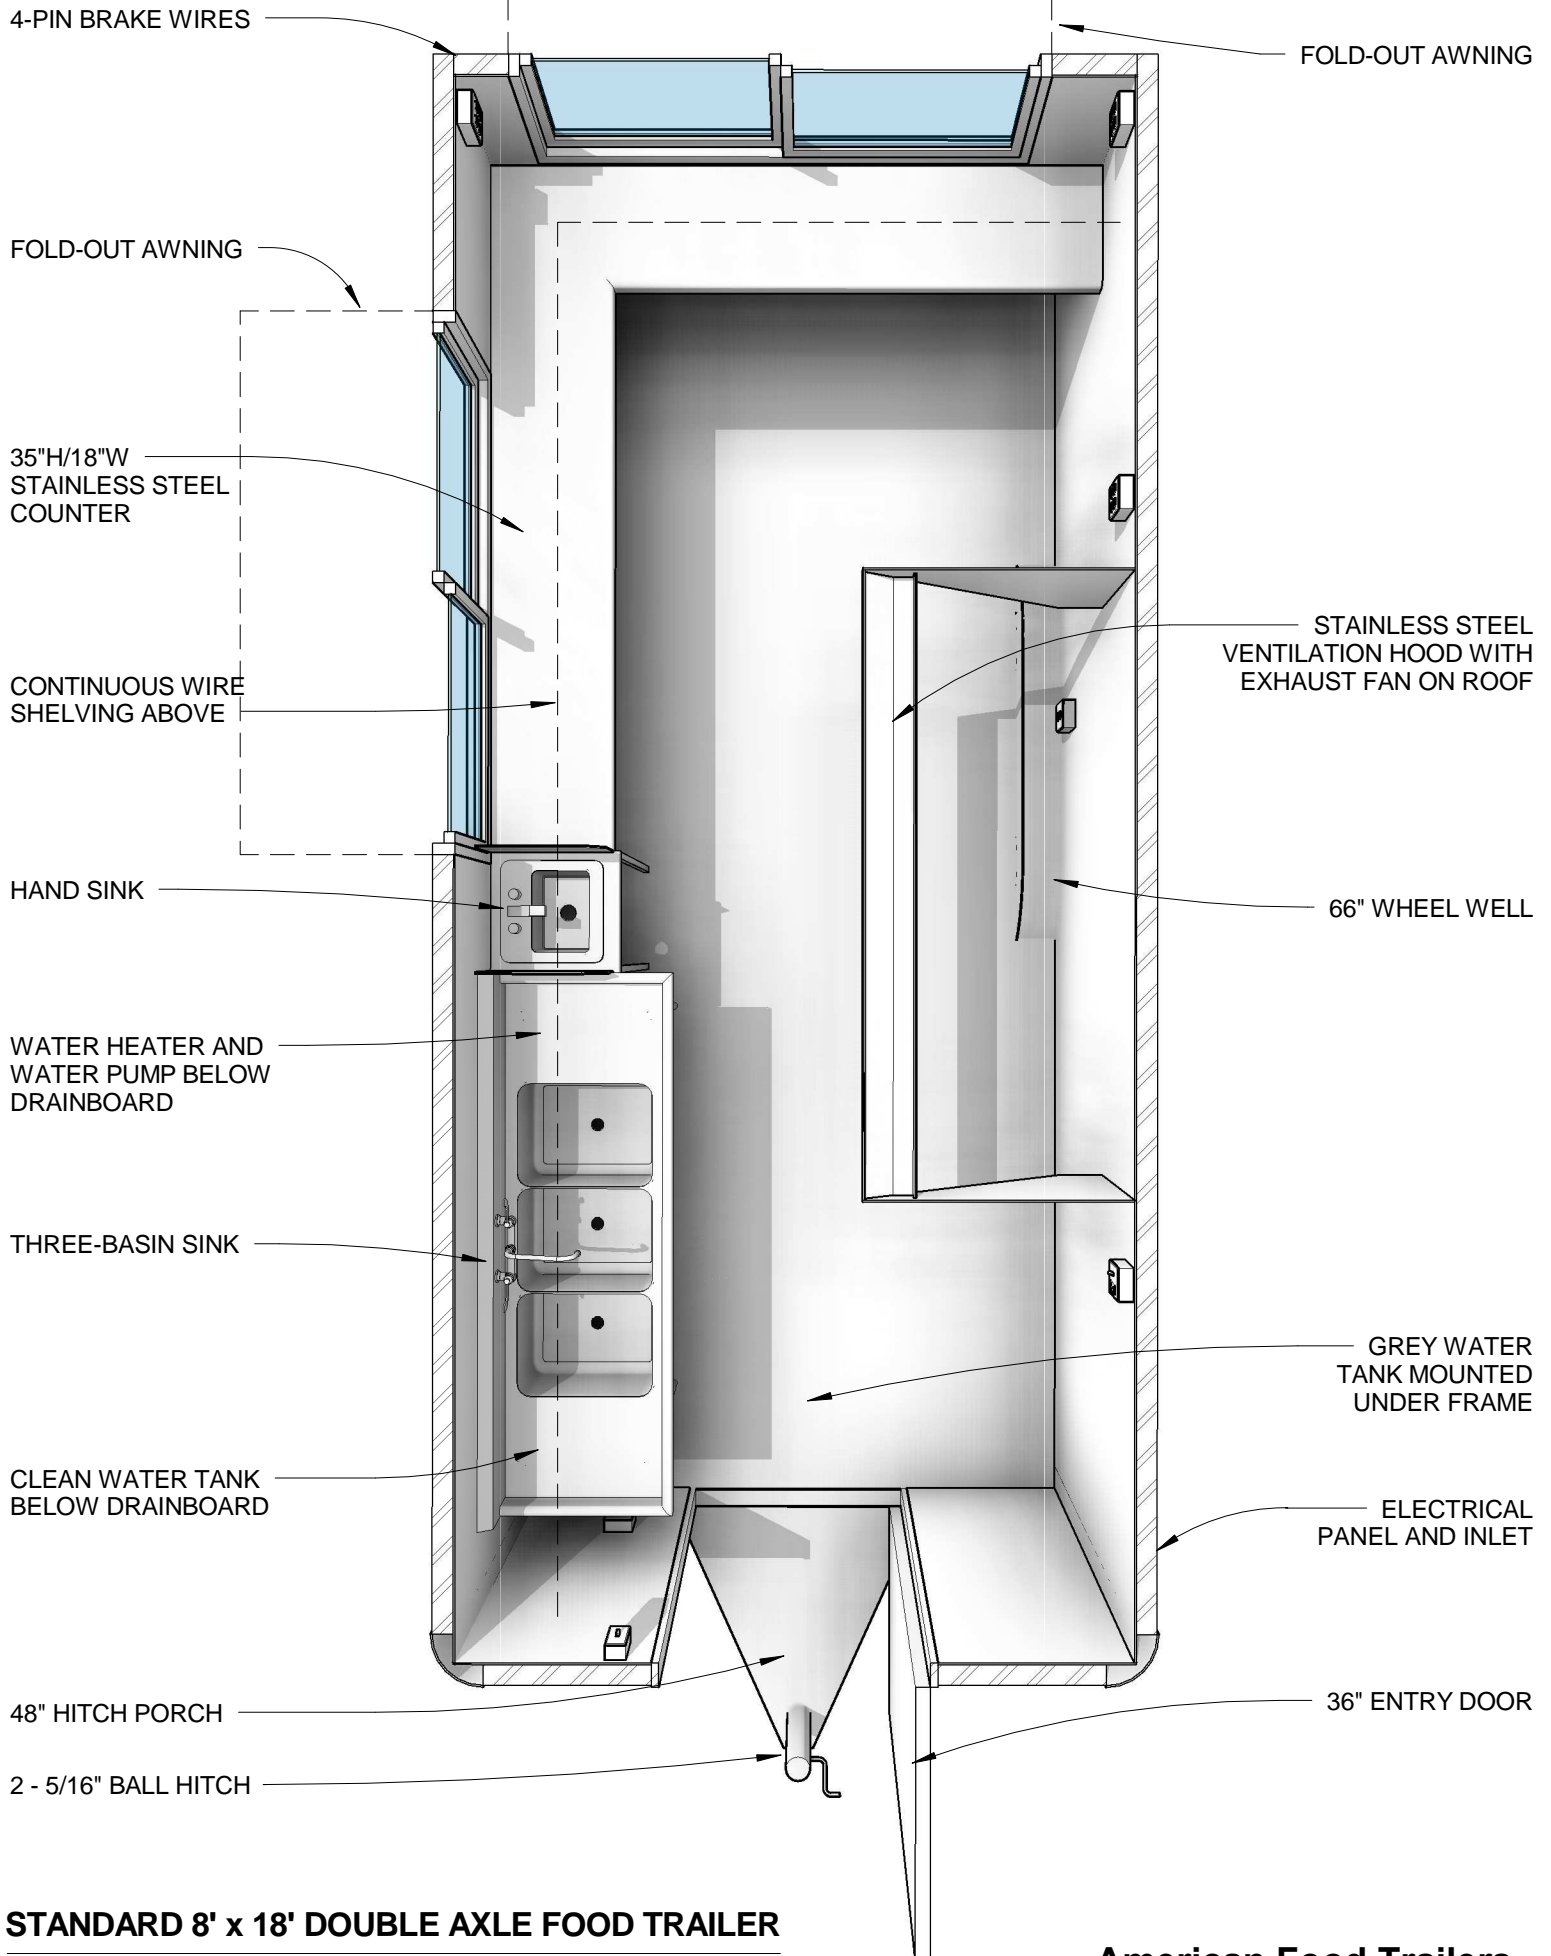 4-PIN BRAKE WIRES
FOLD-OUT AWNING
FOLD-OUT AWNING
35"H/18"W
STAINLESS STEEL
COUNTER
STAINLESS STEEL
VENTILATION HOOD WITH
EXHAUST FAN ON ROOF
CONTINUOUS WIRE
SHELVING ABOVE
HAND SINK
66" WHEEL WELL
WATER HEATER AND
WATER PUMP BELOW
DRAINBOARD
THREE-BASIN SINK
GREY WATER
TANK MOUNTED
UNDER FRAME
CLEAN WATER TANK
BELOW DRAINBOARD
ELECTRICAL
PANEL AND INLET
48" HITCH PORCH
36" ENTRY DOOR
2 - 5/16" BALL HITCH
STANDARD 8' x 18' DOUBLE AXLE FOOD TRAILER
American Food Trailers